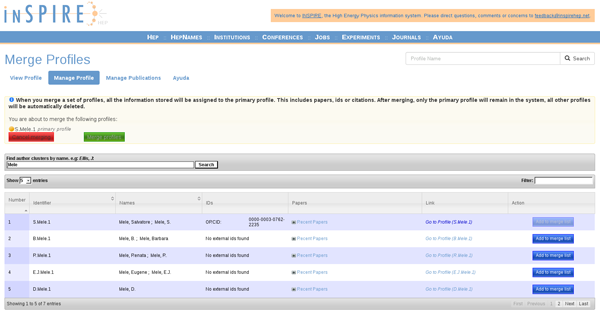 inSPIRE
HEP
Welcome to INSPIRE, the High Energy Physics information system. Please direct questions, comments or concerns to feedback@inspirehep.net.
HEP :: HEPNAMES :: INSTITUTIONS :: CONFERENCES :: JOBS :: EXPERIMENTS :: JOURNALS :: AYUDA
Merge Profiles
Profile Name Search
View Profile Manage Profile Manage Publications Ayuda
When you merge a set of profiles, all the information stored will be assigned to the primary profile. This includes papers, ids or citations. After merging, only the primary profile will remain in the system, all other profiles
will be automatically deleted.
You are about to merge the following profiles:
S.Mele.1 primary profile
Find author clusters by name. e.g: Ellis, J.
Mele Search
Show 5 entries Filter:
Number Identifier Names IDs Papers Link Action
1 S.Mele.1 Mele, Salvatore ; Mele, S. ORCID: 0000-0003-0762-2235 Recent Papers Go to Profile (S.Mele.1) Add to merge list
2 B.Mele.1 Mele, B. ; Mele, Barbara No external ids found Recent Papers Go to Profile (B.Mele.1) Add to merge list
3 R.Mele.1 Mele, Renata ; Mele, R. No external ids found Recent Papers Go to Profile (R.Mele.1) Add to merge list
4 E.J.Mele.1 Mele, Eugene ; Mele, E.J. No external ids found Recent Papers Go to Profile (E.J.Mele.1) Add to merge list
5 D.Mele.1 Mele, D. No external ids found Recent Papers Go to Profile (D.Mele.1) Add to merge list
Showing 1 to 5 of 7 entries First Previous 1 2 Next Last